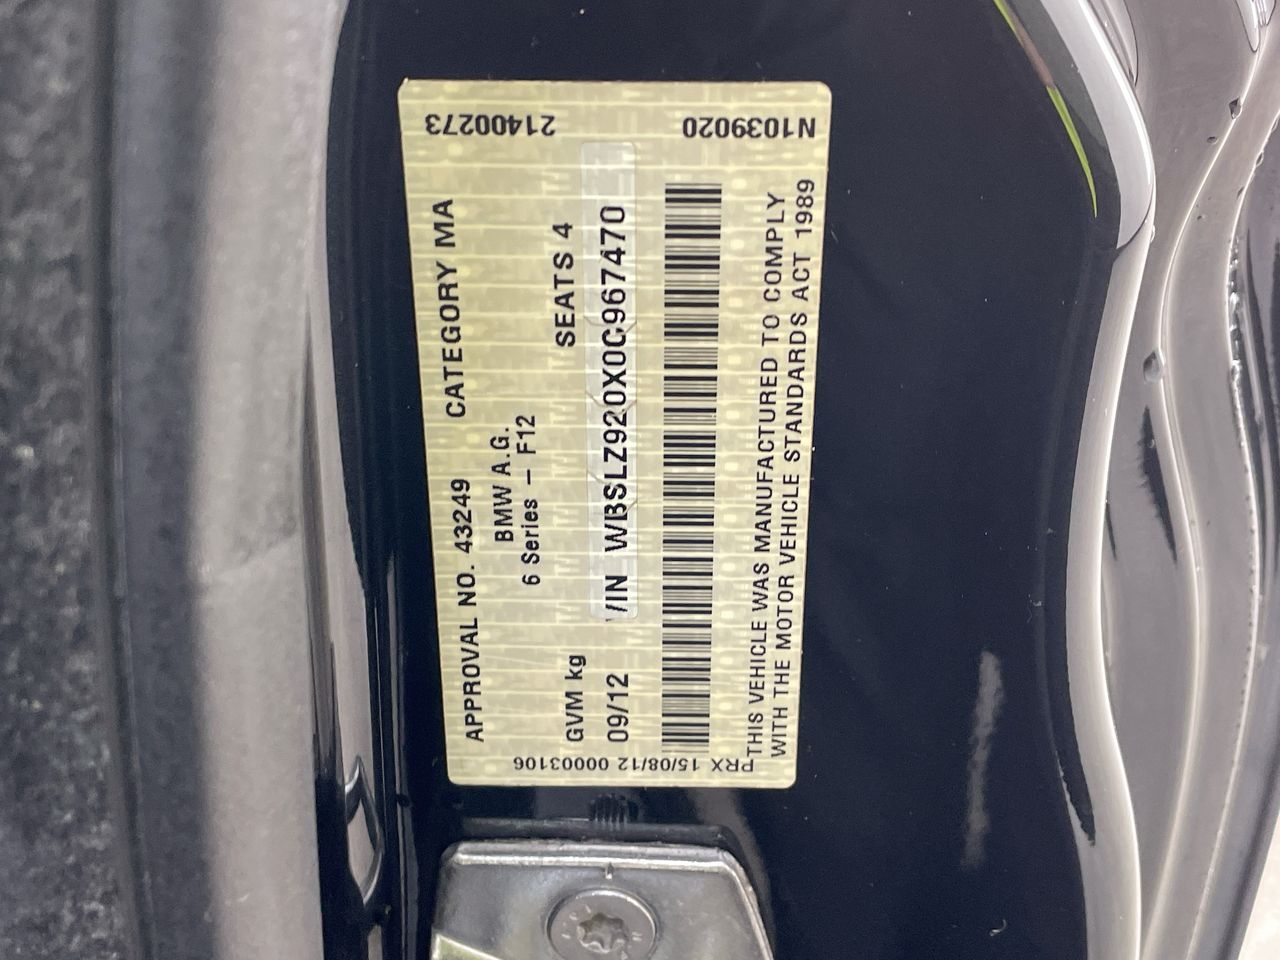 APPROVAL NO. 43249 CATEGORY MA
BMW A.G.
6 Series – F12
GVM kg SEATS 4
09/12 VIN WBSLZ920X0C967470
THIS VEHICLE WAS MANUFACTURED TO COMPLY
WITH THE MOTOR VEHICLE STANDARDS ACT 1989
21400273
N1039020
TRX 15/08/12 00003106